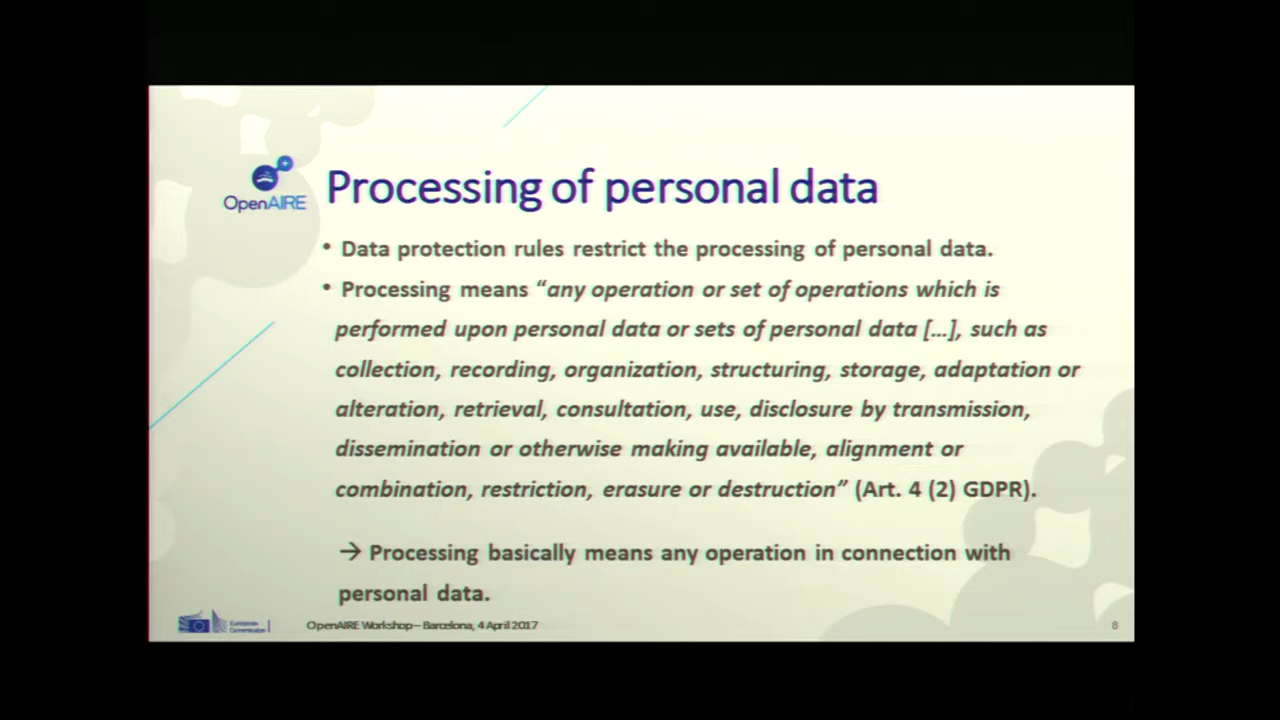 OpenAIRE
Processing of personal data
• Data protection rules restrict the processing of personal data.
• Processing means “any operation or set of operations which is
performed upon personal data or sets of personal data […], such as
collection, recording, organization, structuring, storage, adaptation or
alteration, retrieval, consultation, use, disclosure by transmission,
dissemination or otherwise making available, alignment or
combination, restriction, erasure or destruction” (Art. 4 (2) GDPR).
→ Processing basically means any operation in connection with
personal data.
European
Commission
OpenAIRE Workshop – Barcelona, 4 April 2017
8